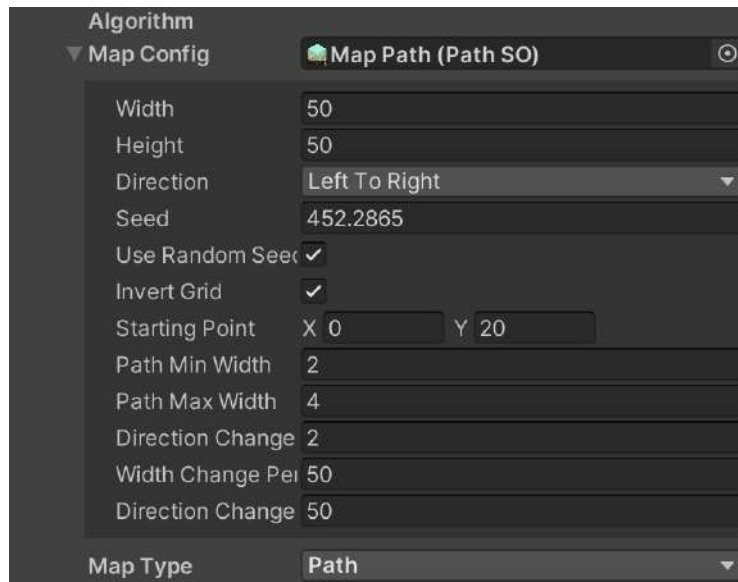 Algorithm
Map Config Map Path (Path SO)
Width 50
Height 50
Direction Left To Right
Seed 452.2865
Use Random Seed
Invert Grid
Starting Point X 0 Y 20
Path Min Width 2
Path Max Width 4
Direction Change 2
Width Change Per 50
Direction Change 50
Map Type Path